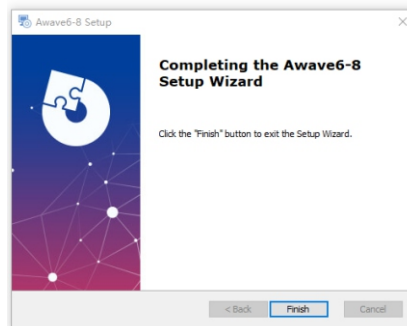 Awave6-8 Setup
Completing the Awave6-8
Setup Wizard
Click the "Finish" button to exit the Setup Wizard.
< Back
Finish
Cancel